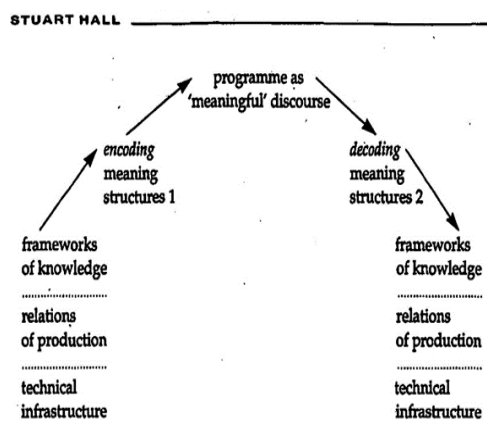 STUART HALL
programme as
'meaningful' discourse
encoding
meaning
structures 1
decoding
meaning
structures 2
frameworks
of knowledge
relations
of production
technical
infrastructure
frameworks
of knowledge
relations
of production
technical
infrastructure